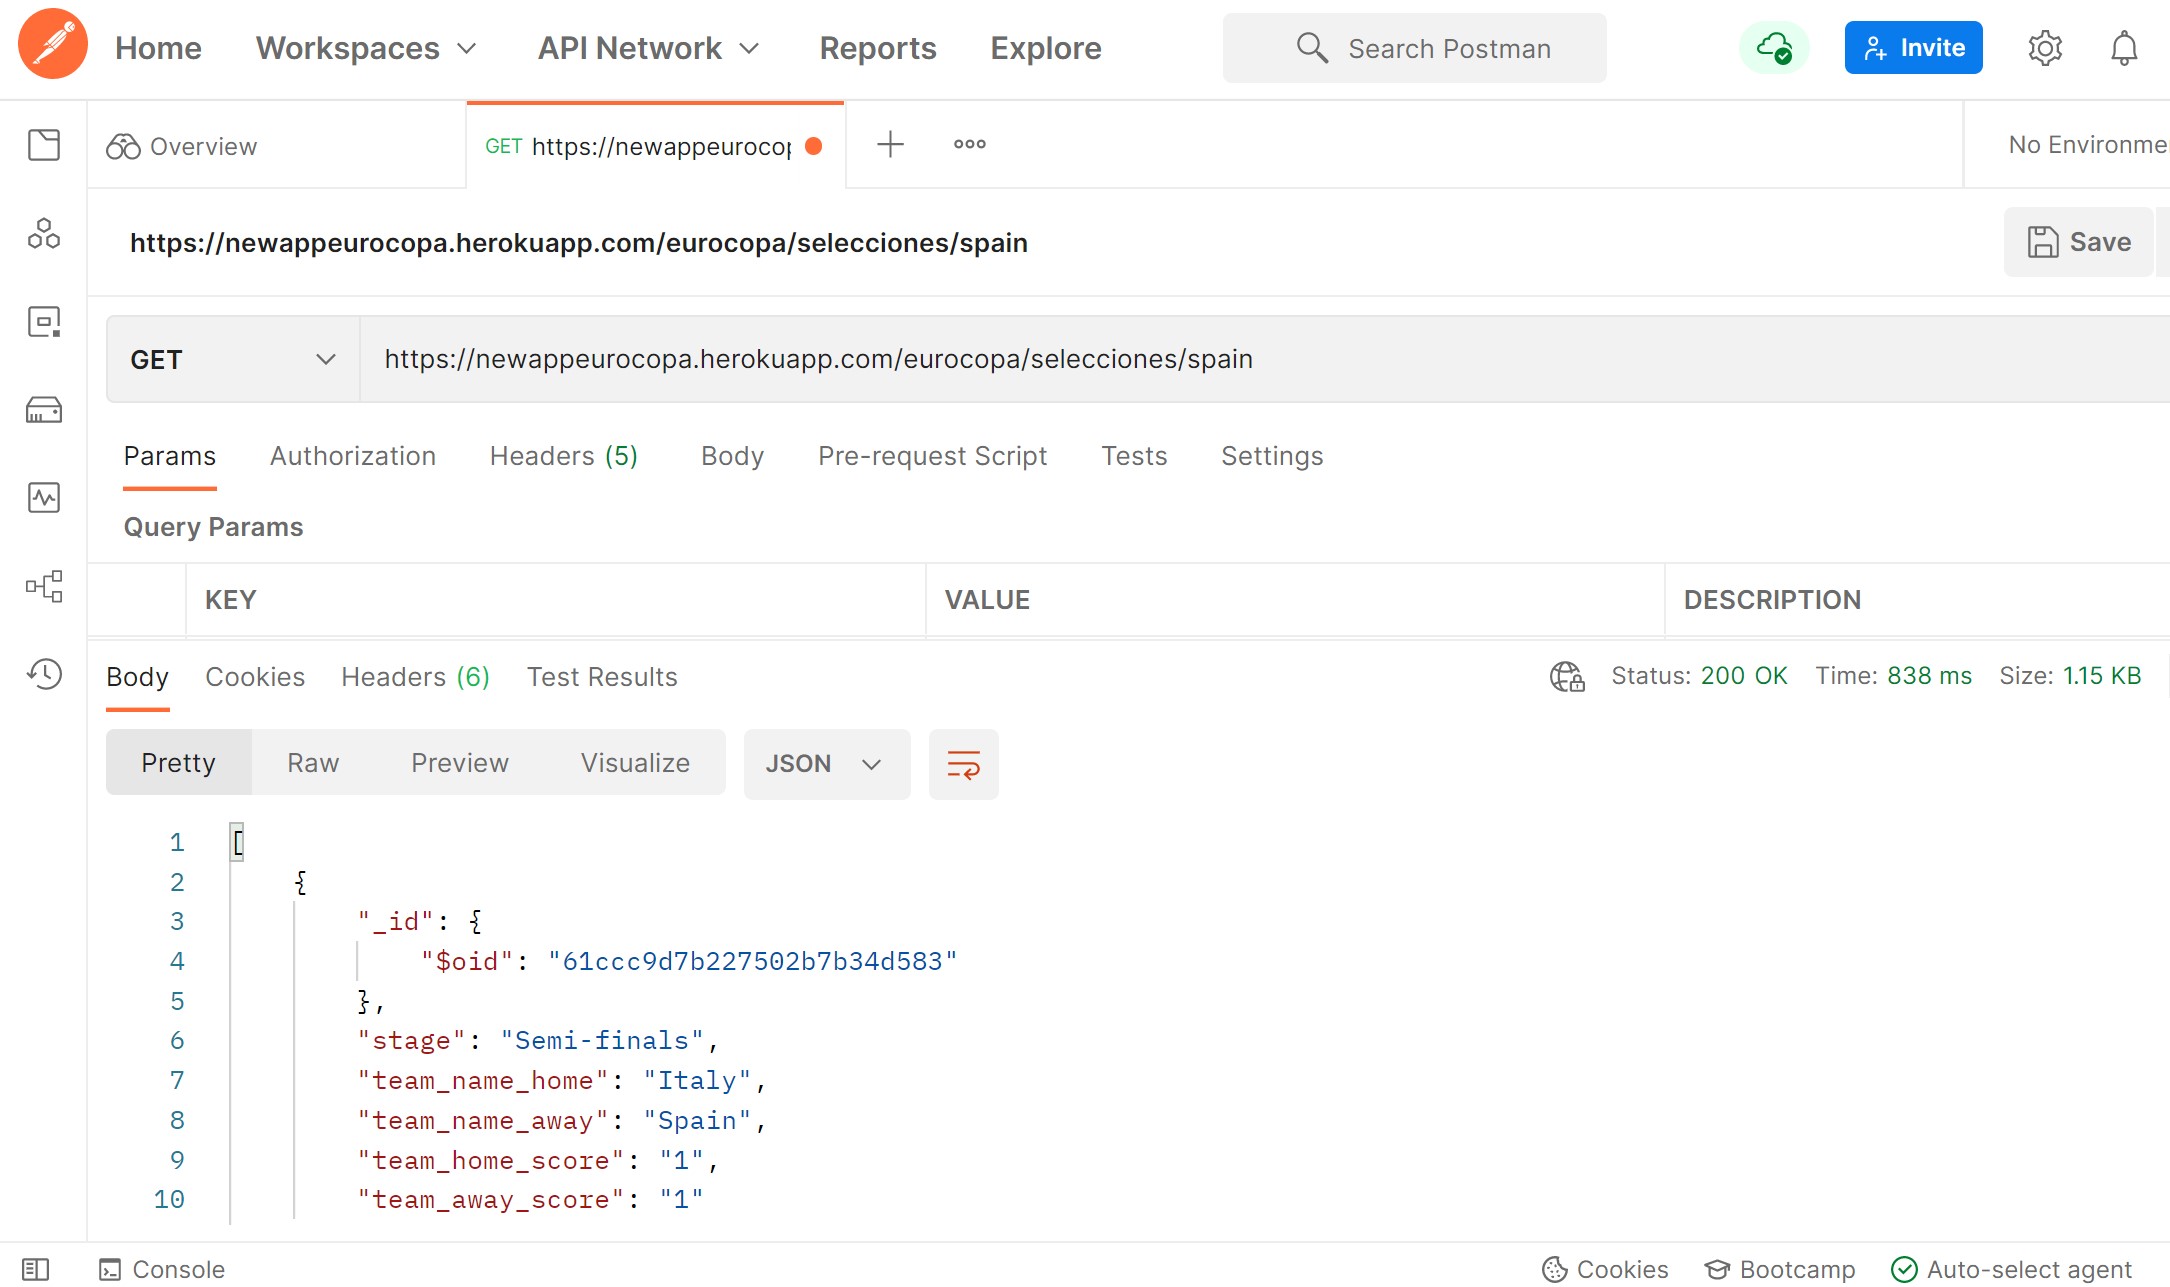 Home Workspaces API Network Reports Explore Search Postman Invite
Overview GET https://newappeurocop No Environme
https://newappeurocopa.herokuapp.com/eurocopa/selecciones/spain Save
GET https://newappeurocopa.herokuapp.com/eurocopa/selecciones/spain
Params Authorization Headers (5) Body Pre-request Script Tests Settings
Query Params
KEY VALUE DESCRIPTION
Body Cookies Headers (6) Test Results Status: 200 OK Time: 838 ms Size: 1.15 KB
Pretty Raw Preview Visualize JSON
1 [
2 {
3 "_id": {
4 "$oid": "61ccc9d7b227502b7b34d583"
5 },
6 "stage": "Semi-finals",
7 "team_name_home": "Italy",
8 "team_name_away": "Spain",
9 "team_home_score": "1",
10 "team_away_score": "1"
Console Cookies Bootcamp Auto-select agent